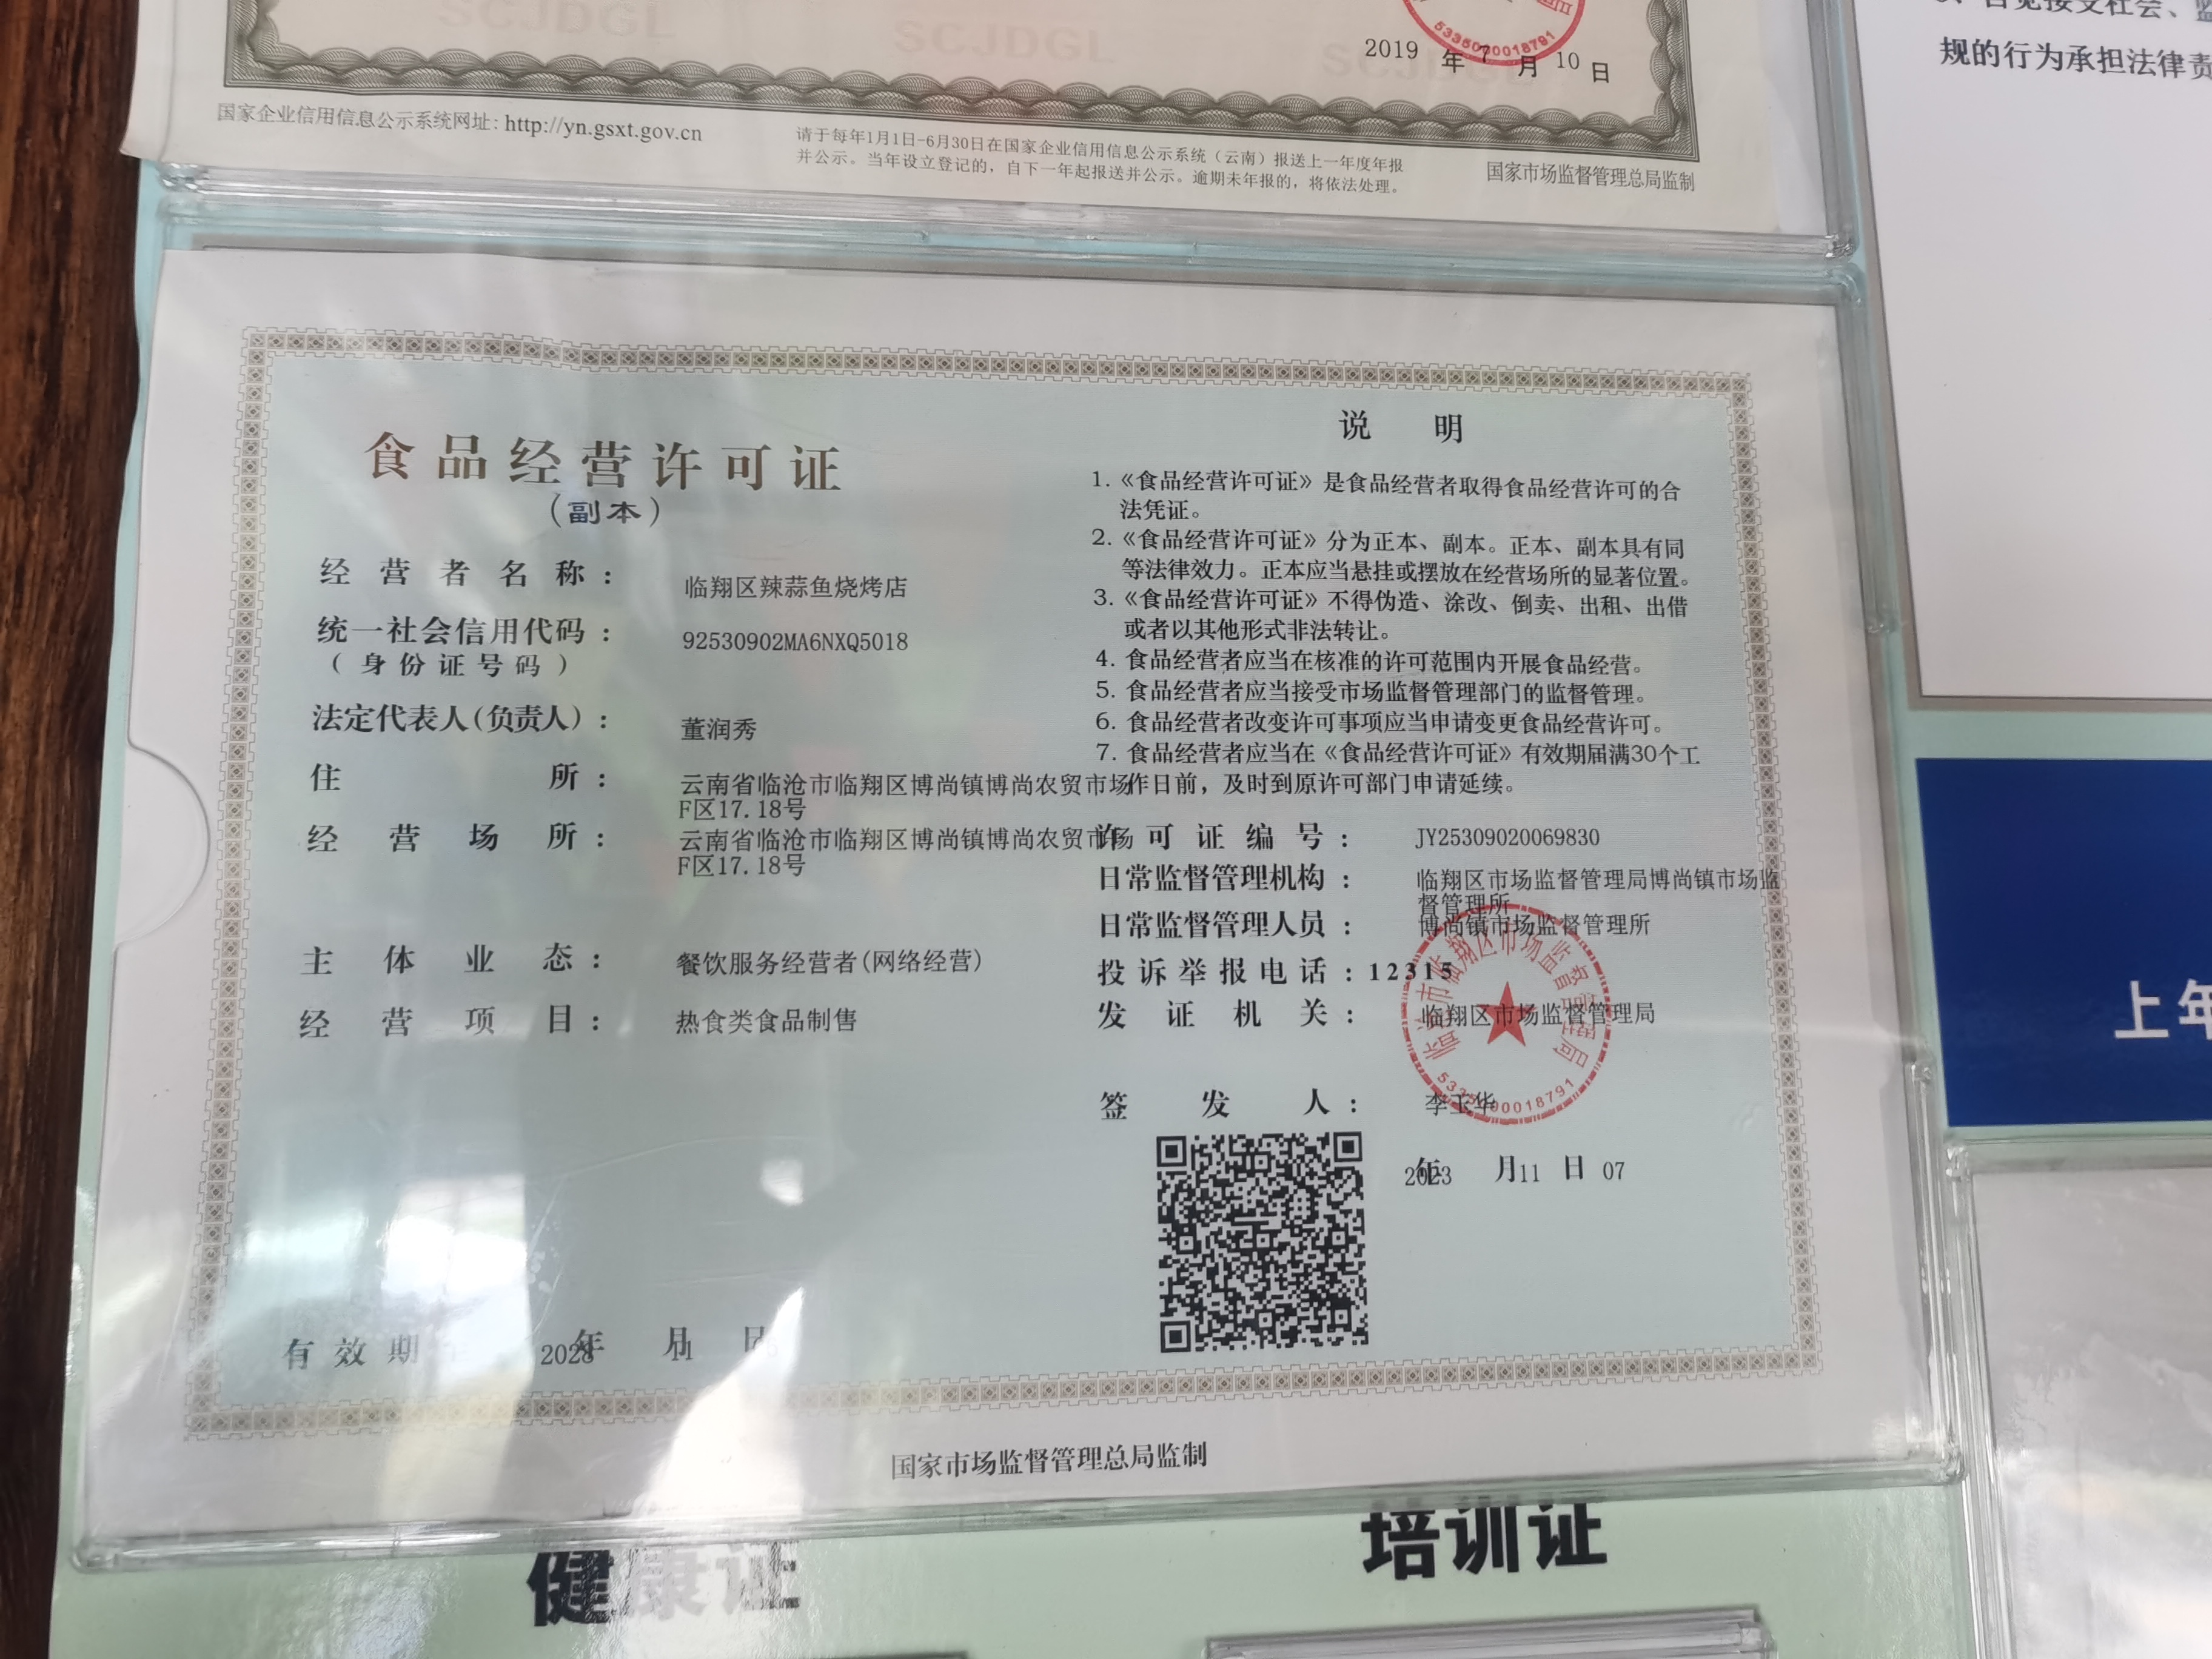 SCJDGL
SCJDGL
5335020018791
2019 年 7 月 10 日
国家企业信用信息公示系统网址: http://yn.gsxt.gov.cn
请于每年1月1日-6月30日在国家企业信用信息公示系统（云南）报送上一年度年报
并公示。当年设立登记的，自下一年起报送并公示。逾期未年报的，将依法处理。
国家市场监督管理总局监制
自觉接受社会、
规的行为承担法律责
食品经营许可证
（副本）
经营者名称： 临翔区辣蒜鱼烧烤店
统一社会信用代码： 92530902MA6NXQ5018
（身份证号码）
法定代表人(负责人)： 董润秀
住所： 云南省临沧市临翔区博尚镇博尚农贸市场
F区17.18号
经营场所： 云南省临沧市临翔区博尚镇博尚农贸市场
F区17.18号
主体业态： 餐饮服务经营者(网络经营)
经营项目： 热食类食品制售
有效期 2028 年 11 月 日
说明
1. 《食品经营许可证》是食品经营者取得食品经营许可的合
法凭证。
2. 《食品经营许可证》分为正本、副本。正本、副本具有同
等法律效力。正本应当悬挂或摆放在经营场所的显著位置。
3. 《食品经营许可证》不得伪造、涂改、倒卖、出租、出借
或者以其他形式非法转让。
4. 食品经营者应当在核准的许可范围内开展食品经营。
5. 食品经营者应当接受市场监督管理部门的监督管理。
6. 食品经营者改变许可事项应当申请变更食品经营许可。
7. 食品经营者应当在《食品经营许可证》有效期届满30个工
作日前，及时到原许可部门申请延续。
许可证编号： JY25309020069830
日常监督管理机构： 临翔区市场监督管理局博尚镇市场监
督管理所
日常监督管理人员： 博尚镇市场监督管理所
投诉举报电话：12315
发证机关： 临翔区市场监督管理局
临沧市临翔区市场监督管理局
签发人： 李玉华
2023 年 11 月 07 日
国家市场监督管理总局监制
上年
健康证
培训证